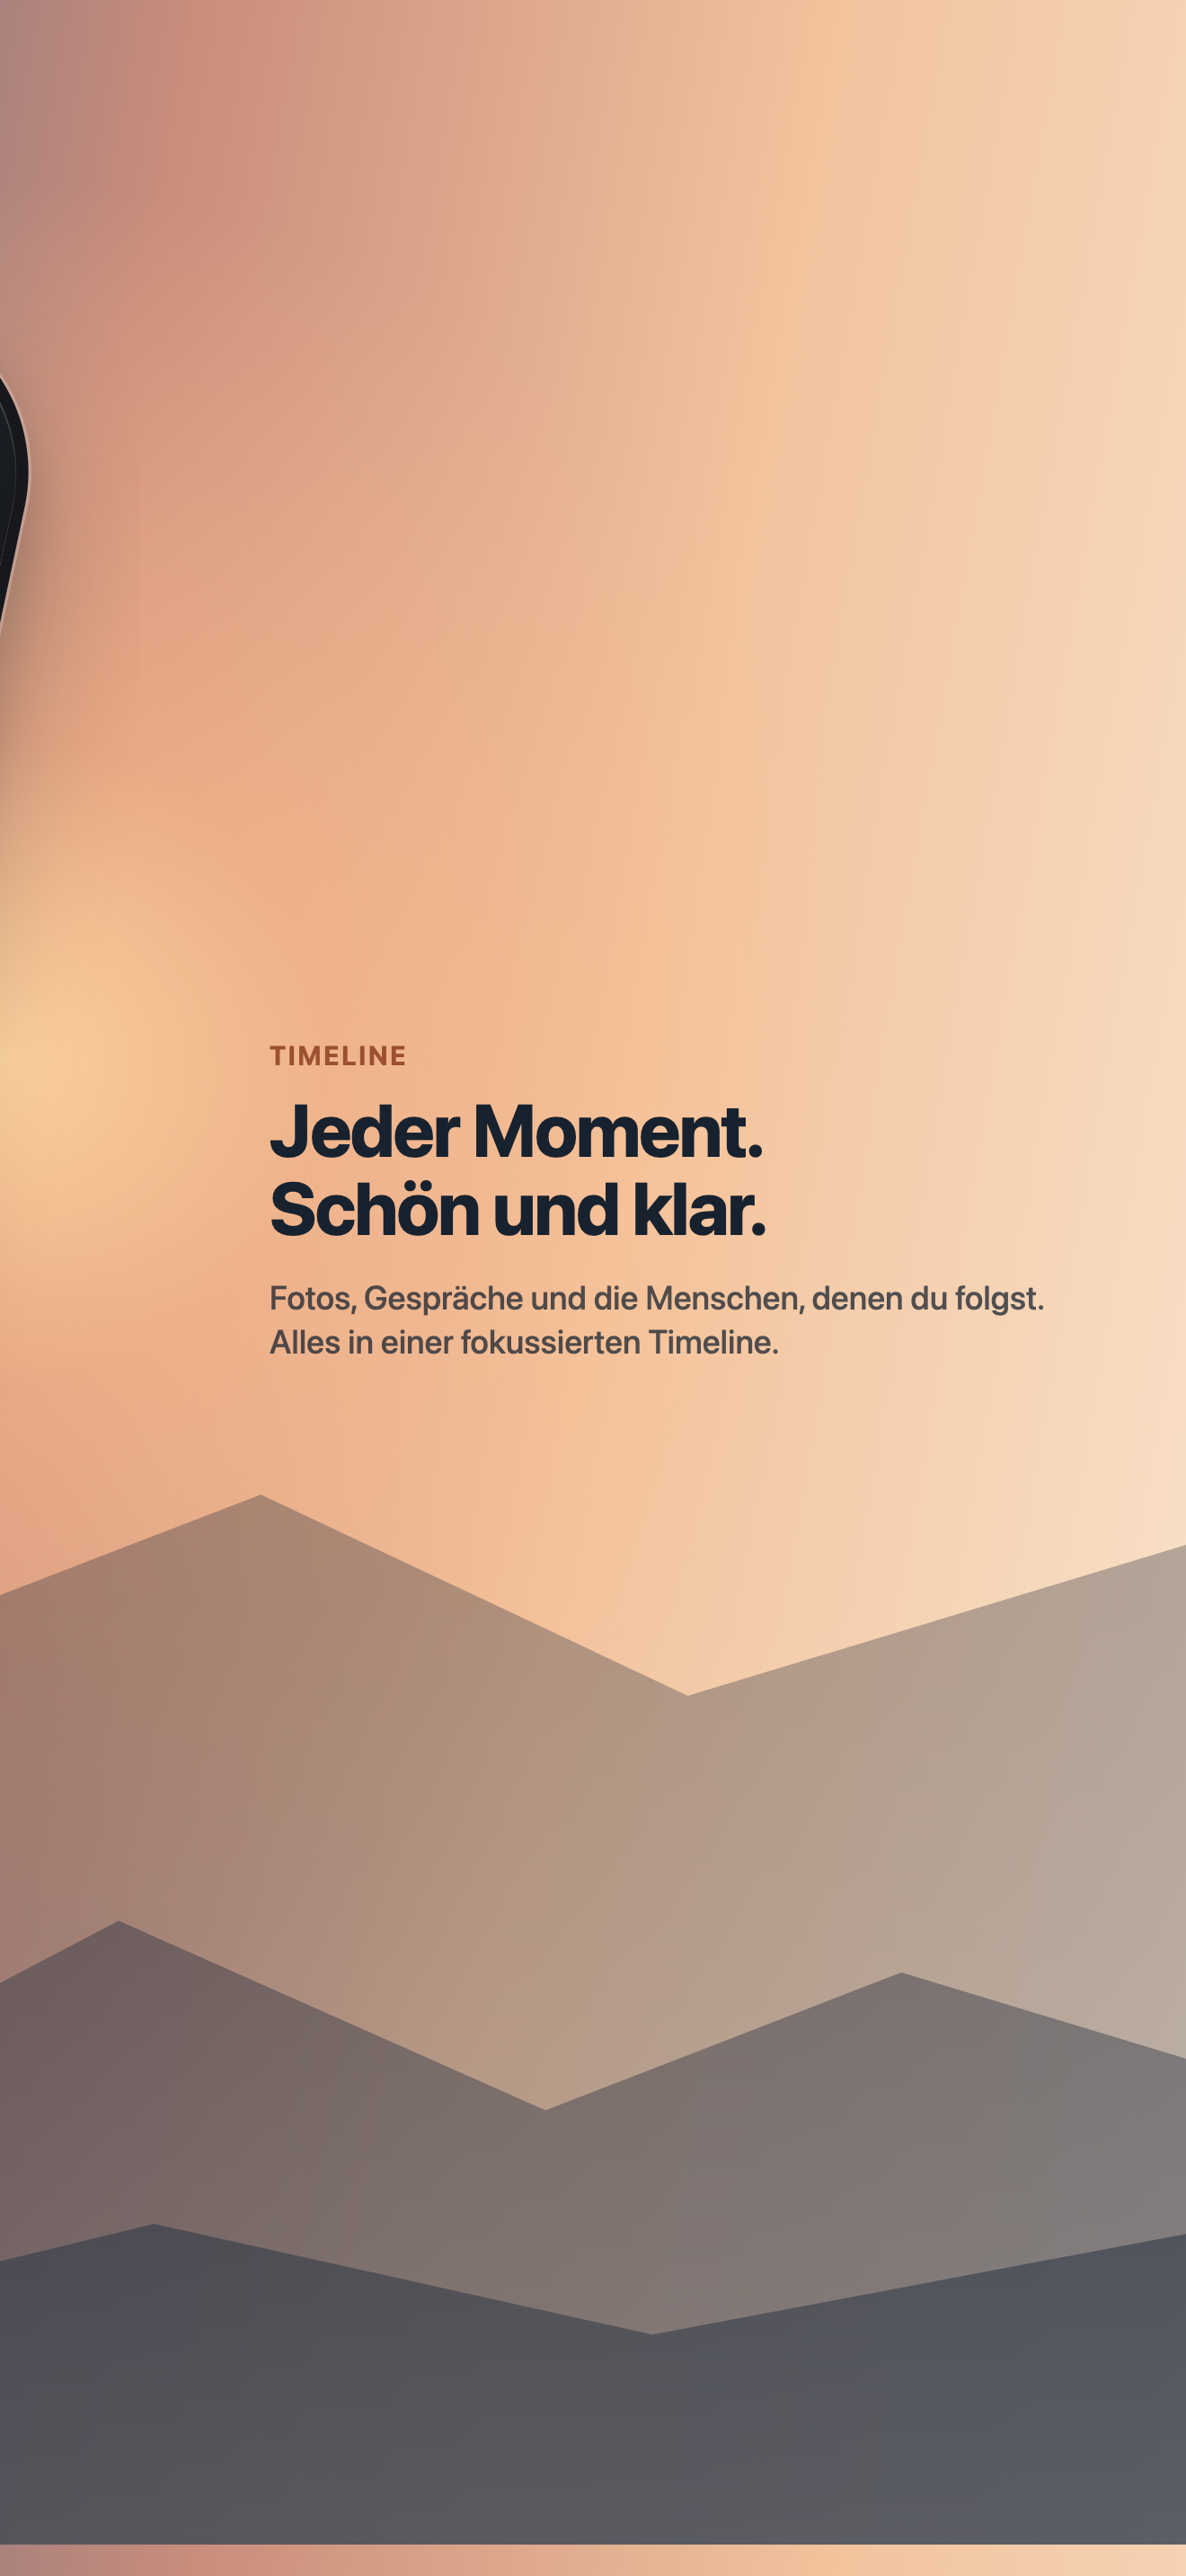 TIMELINE
Jeder Moment.
Schön und klar.
Fotos, Gespräche und die Menschen, denen du folgst.
Alles in einer fokussierten Timeline.